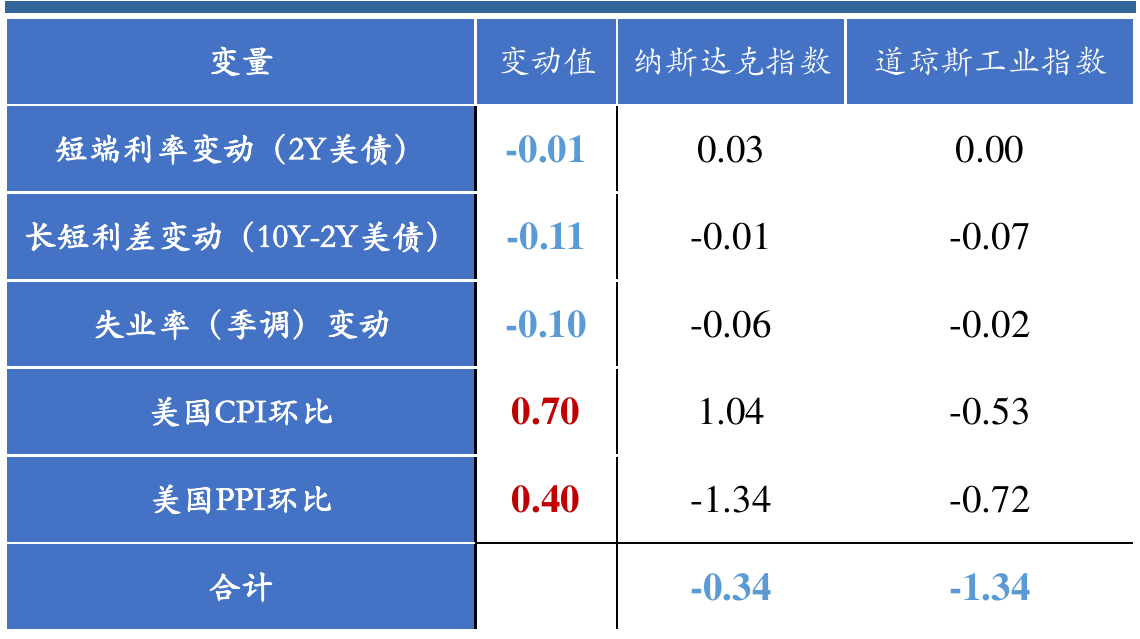 变量 变动值 纳斯达克指数 道琼斯工业指数
短端利率变动（2Y美债） -0.01 0.03 0.00
长短利差变动（10Y-2Y美债） -0.11 -0.01 -0.07
失业率（季调）变动 -0.10 -0.06 -0.02
美国CPI环比 0.70 1.04 -0.53
美国PPI环比 0.40 -1.34 -0.72
合计 -0.34 -1.34